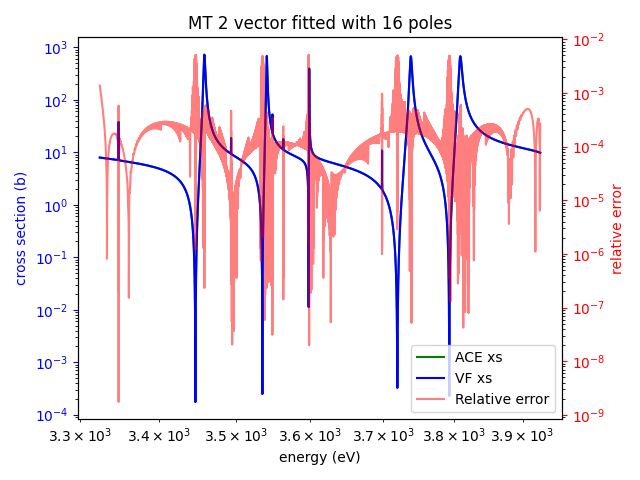 MT 2 vector fitted with 16 poles
10³
10²
10¹
10⁰
10⁻¹
10⁻²
10⁻³
10⁻⁴
cross section (b)
10⁻²
10⁻³
10⁻⁴
10⁻⁵
10⁻⁶
10⁻⁷
10⁻⁸
10⁻⁹
relative error
ACE xs
VF xs
Relative error
3.3 × 10³ 3.4 × 10³ 3.5 × 10³ 3.6 × 10³ 3.7 × 10³ 3.8 × 10³ 3.9 × 10³
energy (eV)